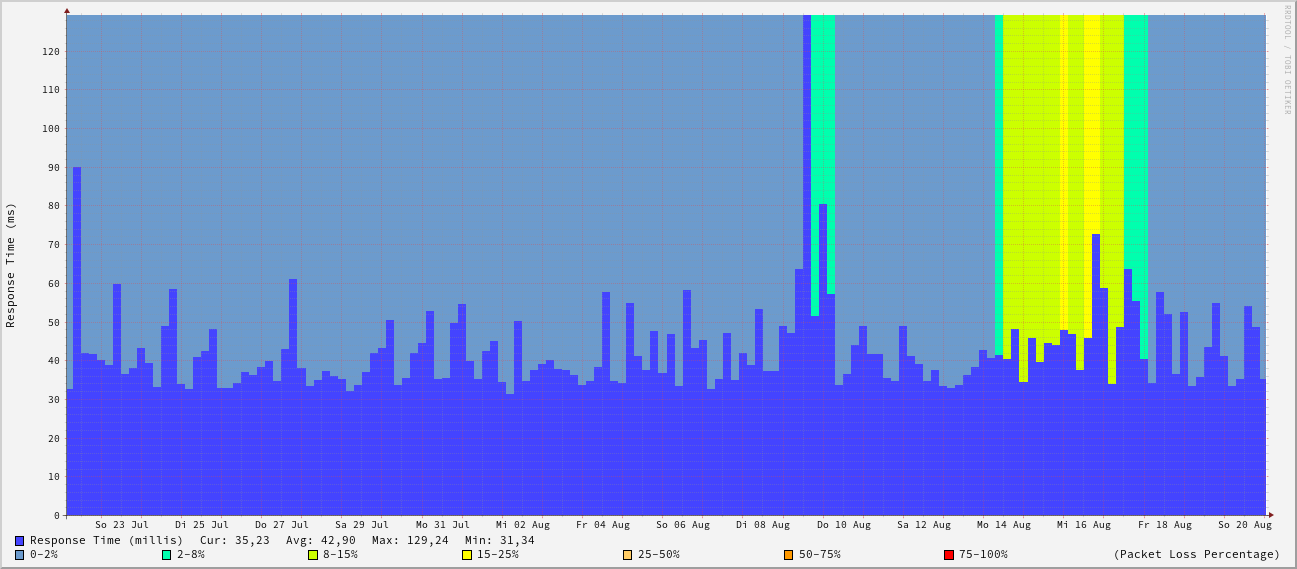 RRDTOOL / TOBI OETIKER
Response Time (ms)
120
110
100
90
80
70
60
50
40
30
20
10
0
So 23 Jul Di 25 Jul Do 27 Jul Sa 29 Jul Mo 31 Jul Mi 02 Aug Fr 04 Aug So 06 Aug Di 08 Aug Do 10 Aug Sa 12 Aug Mo 14 Aug Mi 16 Aug Fr 18 Aug So 20 Aug
Response Time (millis) Cur: 35,23 Avg: 42,90 Max: 129,24 Min: 31,34
0-2% 2-8% 8-15% 15-25% 25-50% 50-75% 75-100% (Packet Loss Percentage)